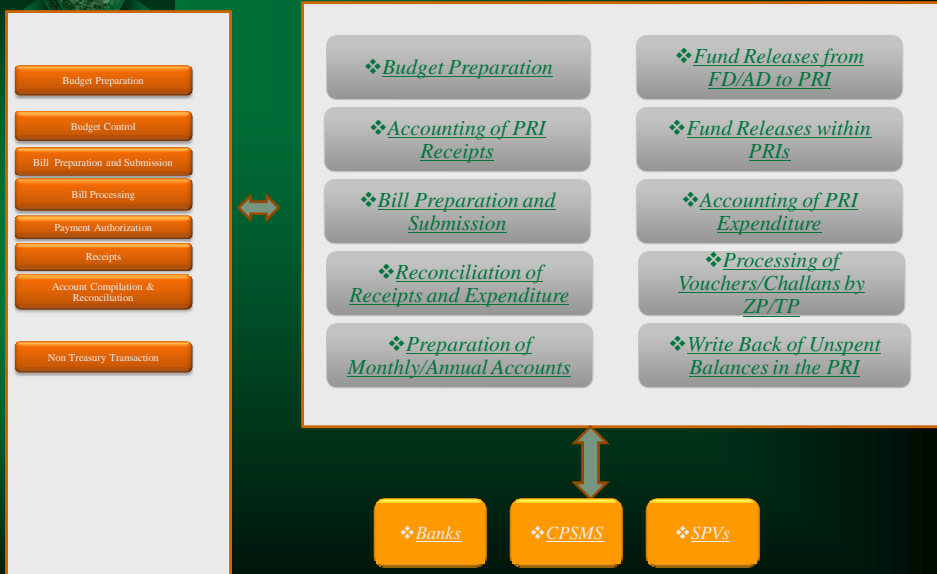 Budget Preparation
Budget Control
Bill Preparation and Submission
Bill Processing
Payment Authorization
Receipts
Account Compilation &
Reconciliation
Non Treasury Transaction
❖Budget Preparation
❖Fund Releases from
FD/AD to PRI
❖Accounting of PRI
Receipts
❖Fund Releases within
PRIs
❖Bill Preparation and
Submission
❖Accounting of PRI
Expenditure
❖Reconciliation of
Receipts and Expenditure
❖Processing of
Vouchers/Challans by
ZP/TP
❖Preparation of
Monthly/Annual Accounts
❖Write Back of Unspent
Balances in the PRI
❖Banks
❖CPSMS
❖SPVs